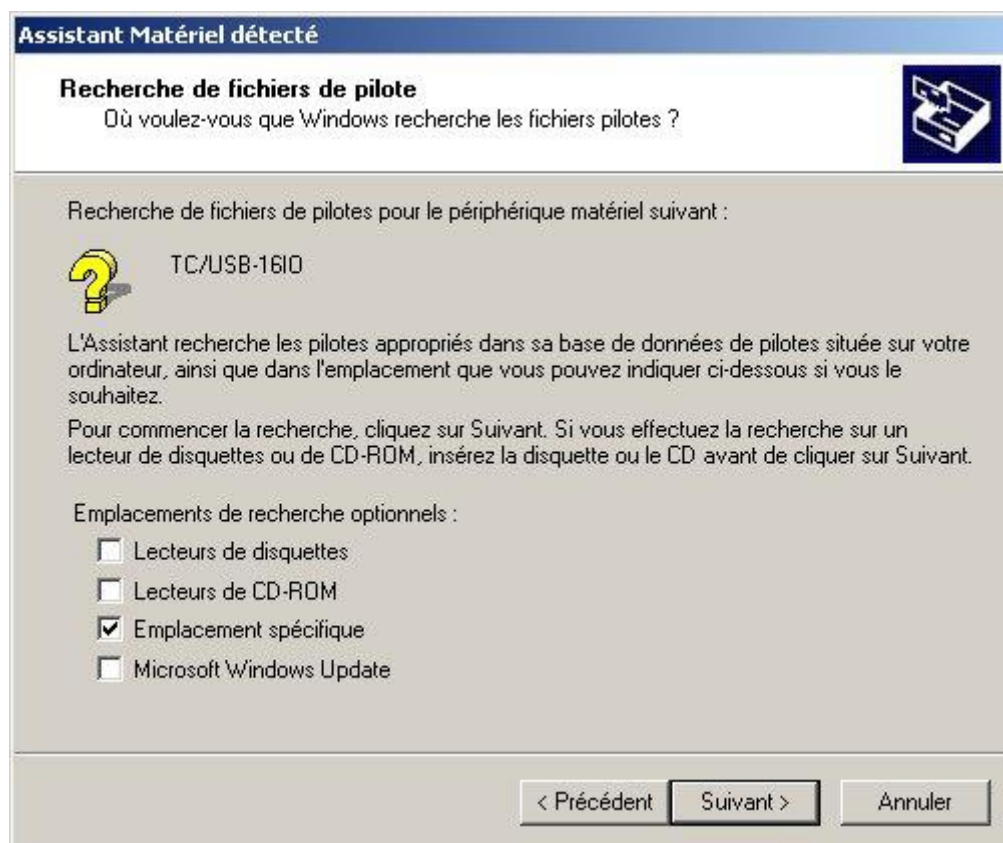 Assistant Matériel détecté
Recherche de fichiers de pilote
Où voulez-vous que Windows recherche les fichiers pilotes ?
Recherche de fichiers de pilotes pour le périphérique matériel suivant :
TC/USB-16IO
L'Assistant recherche les pilotes appropriés dans sa base de données de pilotes située sur votre
ordinateur, ainsi que dans l'emplacement que vous pouvez indiquer ci-dessous si vous le
souhaitez.
Pour commencer la recherche, cliquez sur Suivant. Si vous effectuez la recherche sur un
lecteur de disquettes ou de CD-ROM, insérez la disquette ou le CD avant de cliquer sur Suivant.
Emplacements de recherche optionnels :
Lecteurs de disquettes
Lecteurs de CD-ROM
Emplacement spécifique
Microsoft Windows Update
< Précédent Suivant > Annuler